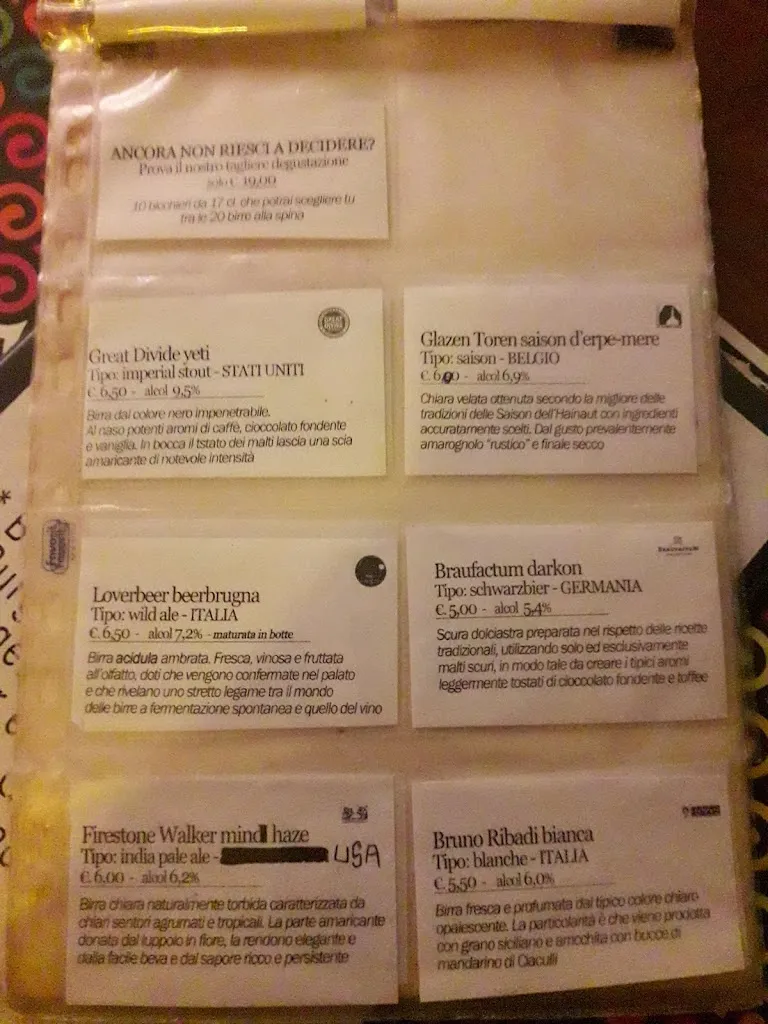 ANCORA NON RIESCI A DECIDERE?
Prova il nostro tagliere degustazione
solo € 19,00
10 bicchieri da 17 cl. che potrai scegliere tu
tra le 20 birre alla spina
Great Divide yeti
Tipo: imperial stout - STATI UNITI
€. 6,50 - alcol 9,5%
Birra dal colore nero impenetrabile.
Al naso potenti aromi di caffè, cioccolato fondente
e vaniglia. In bocca il tstato dei malti lascia una scia
amaricante di notevole intensità
Glazen Toren saison d'erpe-mere
Tipo: saison - BELGIO
€. 6,00 - alcol 6,9%
Chiara velata ottenuta secondo la migliore delle
tradizioni delle Saison dell'Hainaut con ingredienti
accuratamente scelti. Dal gusto prevalentemente
amarognolo "rustico" e finale secco
Loverbeer beerbrugna
Tipo: wild ale - ITALIA
€. 6,50 - alcol 7,2% - maturata in botte
Birra acidula ambrata. Fresca, vinosa e fruttata
all'olfatto, doti che vengono confermate nel palato
e che rivelano uno stretto legame tra il mondo
delle birre a fermentazione spontanea e quello del vino
BRAUFACTUM
Braufactum darkon
Tipo: schwarzbier - GERMANIA
€. 5,00 - alcol 5,4%
Scura dolciastra preparata nel rispetto delle ricette
tradizionali, utilizzando solo ed esclusivamente
malti scuri, in modo tale da creare i tipici aromi
leggermente tostati di cioccolato fondente e toffee
Firestone Walker mind haze
Tipo: india pale ale - USA
€. 6,00 - alcol 6,2%
Birra chiara naturalmente torbida caratterizzata da
chiari sentori agrumati e tropicali. La parte amaricante
donata dal luppolo in fiore, la rendono elegante e
dalla facile beva e dal sapore ricco e persistente
Bruno Ribadi bianca
Tipo: blanche - ITALIA
€. 5,50 - alcol 6,0%
Birra fresca e profumata dal tipico colore chiaro
opalescente. La particolarità è che viene prodotta
con grano siciliano e arricchita con bucce di
mandarino di Ciaculli